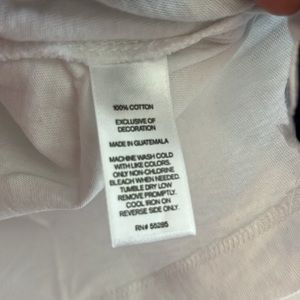 100% COTTON
EXCLUSIVE OF
DECORATION
MADE IN GUATEMALA
MACHINE WASH COLD
WITH LIKE COLORS.
ONLY NON-CHLORINE
BLEACH WHEN NEEDED.
TUMBLE DRY LOW
REMOVE PROMPTLY.
COOL IRON ON
REVERSE SIDE ONLY.
RN# 55285